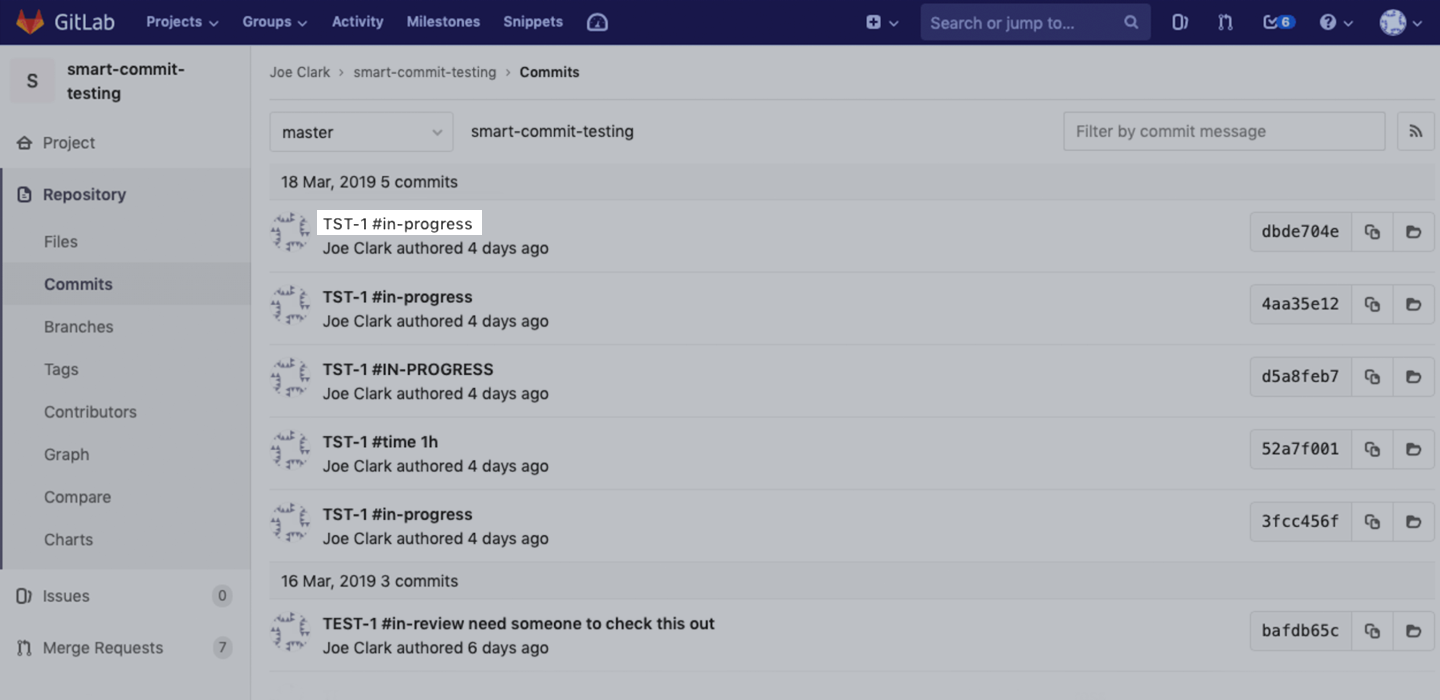 GitLab Projects Groups Activity Milestones Snippets Search or jump to... 6
S smart-commit-
testing
Joe Clark › smart-commit-testing › Commits
Project
master smart-commit-testing Filter by commit message
18 Mar, 2019 5 commits
Repository
TST-1 #in-progress
Joe Clark authored 4 days ago
dbde704e
Files
Commits
TST-1 #in-progress
Joe Clark authored 4 days ago
4aa35e12
Branches
Tags
TST-1 #IN-PROGRESS
Joe Clark authored 4 days ago
d5a8feb7
Contributors
Graph
TST-1 #time 1h
Joe Clark authored 4 days ago
52a7f001
Compare
Charts
TST-1 #in-progress
Joe Clark authored 4 days ago
3fcc456f
16 Mar, 2019 3 commits
Issues 0
TEST-1 #in-review need someone to check this out
Joe Clark authored 6 days ago
bafdb65c
Merge Requests 7